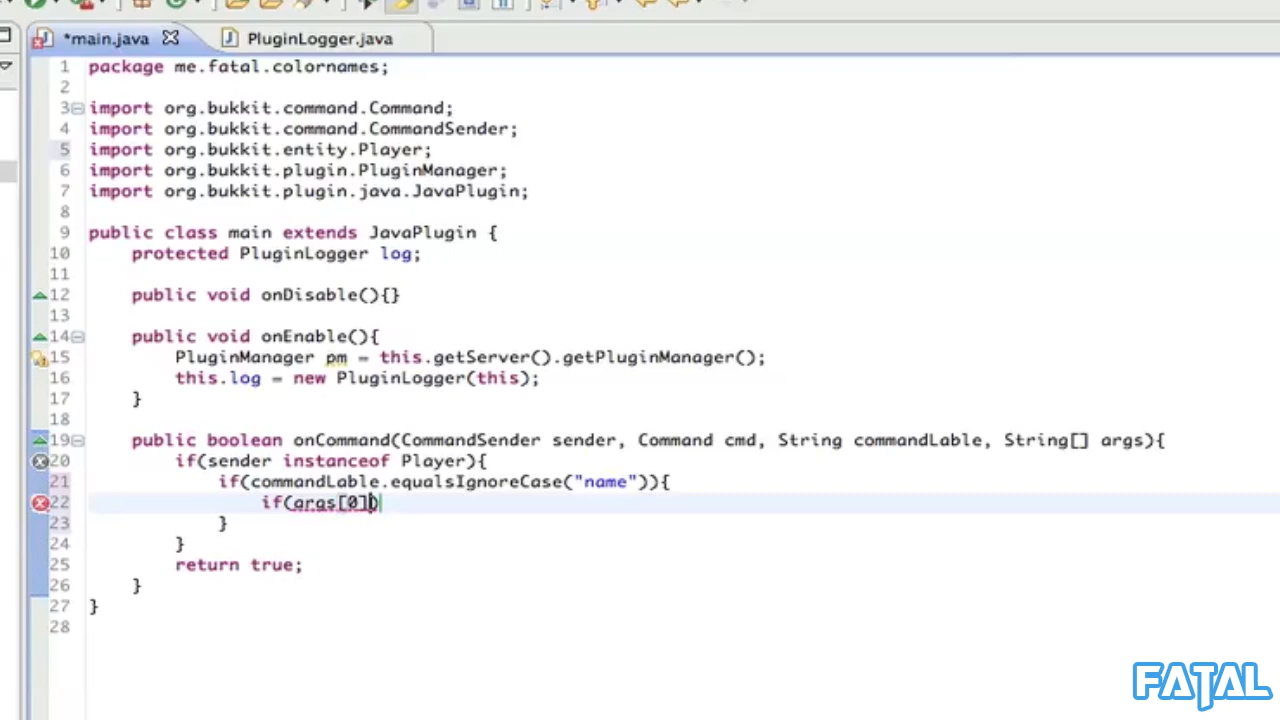 *main.java PluginLogger.java
1 package me.fatal.colornames;
2
3 import org.bukkit.command.Command;
4 import org.bukkit.command.CommandSender;
5 import org.bukkit.entity.Player;
6 import org.bukkit.plugin.PluginManager;
7 import org.bukkit.plugin.java.JavaPlugin;
8
9 public class main extends JavaPlugin {
10 protected PluginLogger log;
11
12 public void onDisable(){}
13
14 public void onEnable(){
15 PluginManager pm = this.getServer().getPluginManager();
16 this.log = new PluginLogger(this);
17 }
18
19 public boolean onCommand(CommandSender sender, Command cmd, String commandLable, String[] args){
20 if(sender instanceof Player){
21 if(commandLable.equalsIgnoreCase("name")){
22 if(args[0])
23 }
24 }
25 return true;
26 }
27 }
28
FATAL